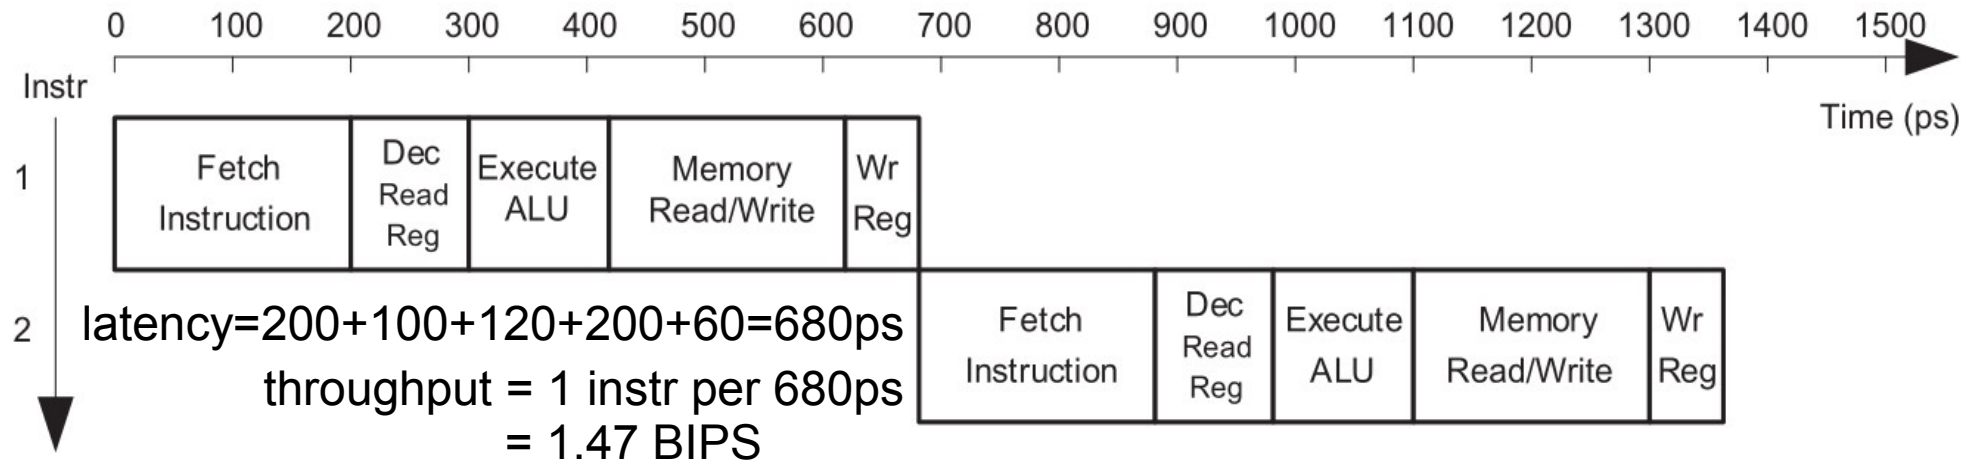 0 100 200 300 400 500 600 700 800 900 1000 1100 1200 1300 1400 1500
Time (ps)
Instr
1
Fetch
Instruction
Dec
Read
Reg
Execute
ALU
Memory
Read/Write
Wr
Reg
2
latency=200+100+120+200+60=680ps
throughput = 1 instr per 680ps
= 1.47 BIPS
Fetch
Instruction
Dec
Read
Reg
Execute
ALU
Memory
Read/Write
Wr
Reg